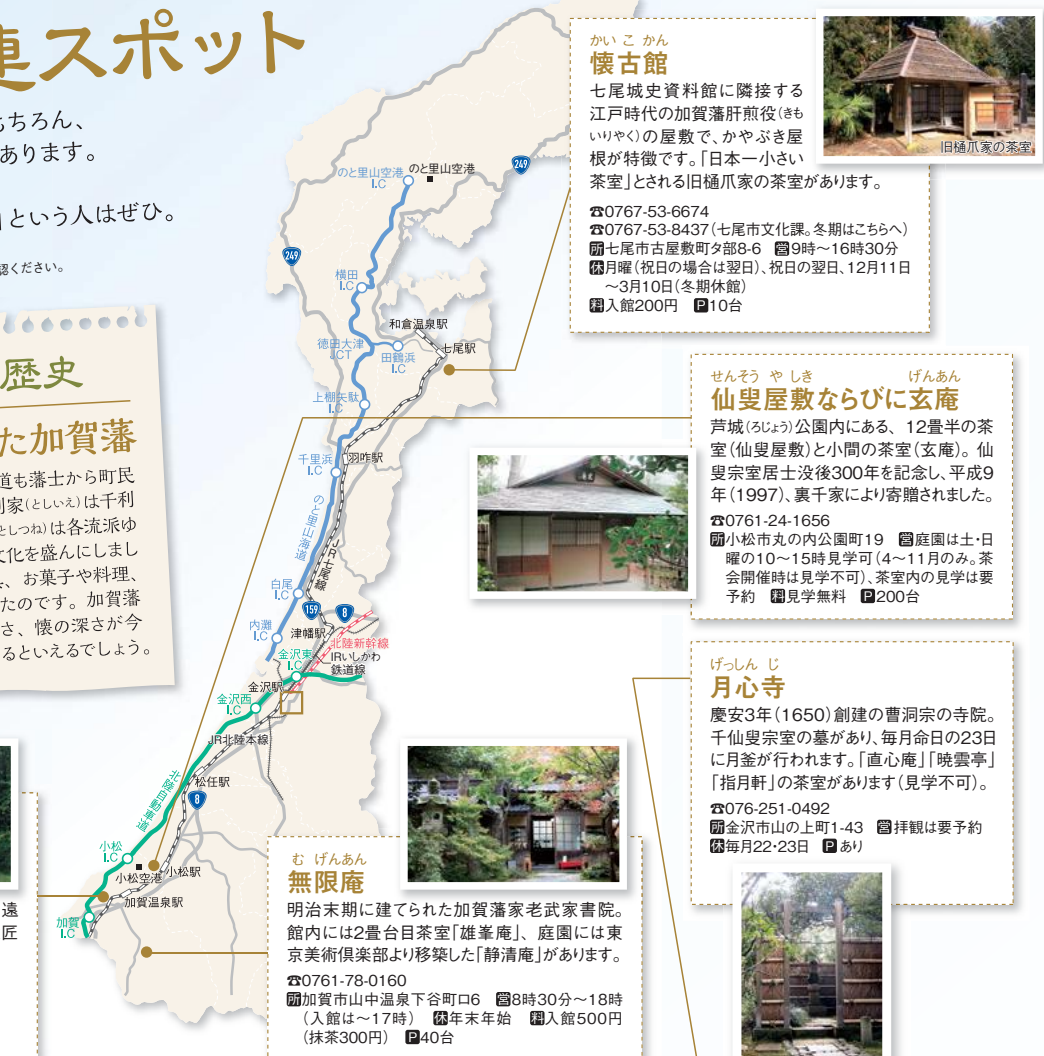 連スポット
もちろん、
あります。
」という人はぜひ。
認ください。
歴史
た加賀藩
道も藩士から町民
利家(としいえ)は千利
としつね)は各流派ゆ
文化を盛んにしまし
、お菓子や料理、
たのです。加賀藩
さ、懐の深さが今
るといえるでしょう。
かいこかん
懐古館
七尾城史資料館に隣接する
江戸時代の加賀藩肝煎役(きも
いりやく)の屋敷で、かやぶき屋
根が特徴です。「日本一小さい
茶室」とされる旧樋爪家の茶室があります。
☎0767-53-6674
☎0767-53-8437(七尾市文化課。冬期はこちらへ)
所七尾市古屋敷町タ部8-6 営9時〜16時30分
休月曜(祝日の場合は翌日)、祝日の翌日、12月11日
〜3月10日(冬期休館)
料入館200円 P10台
旧樋爪家の茶室
せんそうやしき げんあん
仙叟屋敷ならびに玄庵
芦城(ろじょう)公園内にある、12畳半の茶
室(仙叟屋敷)と小間の茶室(玄庵)。仙
叟宗室居士没後300年を記念し、平成9
年(1997)、裏千家により寄贈されました。
☎0761-24-1656
所小松市丸の内公園町19 営庭園は土・日
曜の10〜15時見学可(4〜11月のみ。茶
会開催時は見学不可)、茶室内の見学は要
予約 料見学無料 P200台
げっしんじ
月心寺
慶安3年(1650)創建の曹洞宗の寺院。
千仙叟宗室の墓があり、毎月命日の23日
に月釜が行われます。「直心庵」「暁雲亭」
「指月軒」の茶室があります(見学不可)。
☎076-251-0492
所金沢市山の上町1-43 営拝観は要予約
休毎月22・23日 Pあり
むげんあん
無限庵
明治末期に建てられた加賀藩家老武家書院。
館内には2畳台目茶室「雄峯庵」、庭園には東
京美術倶楽部より移築した「静清庵」があります。
☎0761-78-0160
所加賀市山中温泉下谷町ロ6 営8時30分〜18時
(入館は〜17時) 休年末年始 料入館500円
(抹茶300円) P40台
遠
匠
のと里山空港
I.C
のと里山空港
249
249
横田
I.C
和倉温泉駅
徳田大津
JCT
田鶴浜
I.C
七尾駅
上棚矢駄
I.C
千里浜
I.C
羽咋駅
のと里山海道
JR七尾線
白尾
I.C
159
8
内灘
I.C
津幡駅
北陸新幹線
IRいしかわ
鉄道線
金沢東
I.C
金沢駅
金沢西
I.C
JR北陸本線
松任駅
8
北陸自動車道
小松
I.C
小松空港
小松駅
加賀温泉駅
加賀
I.C